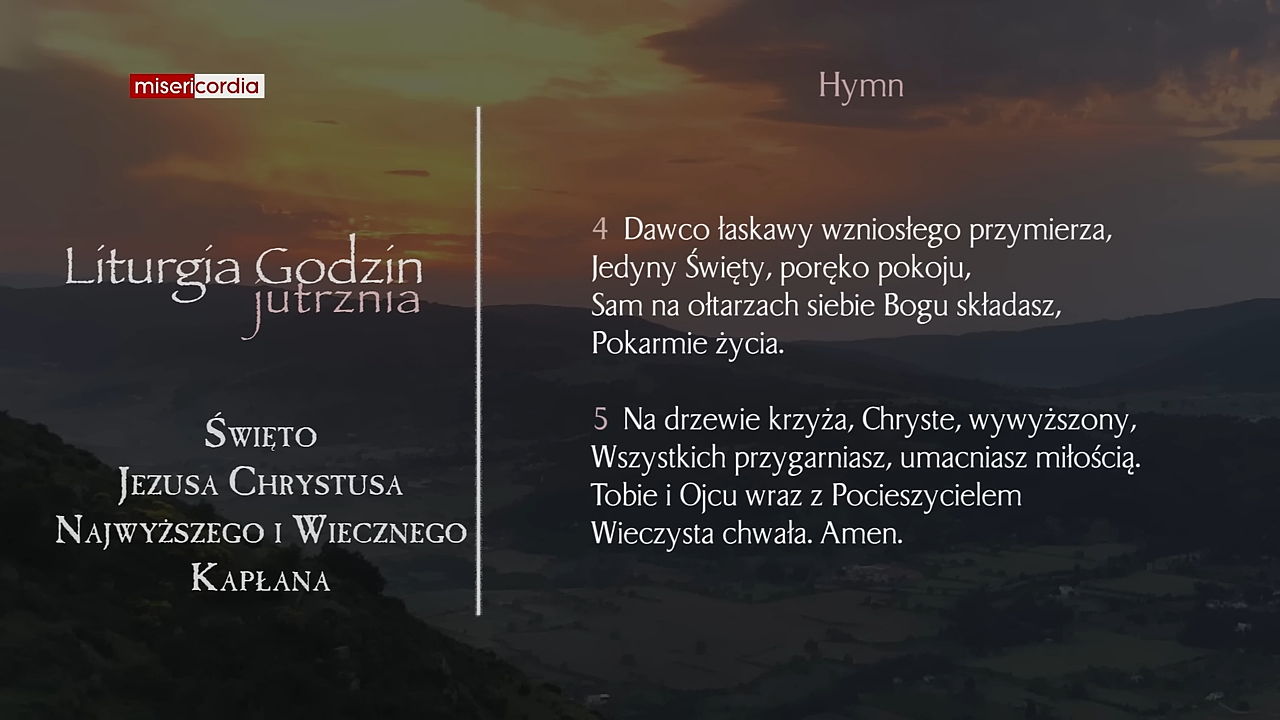 misericordia
Liturgia Godzin
jutrznia
Święto
Jezusa Chrystusa
Najwyższego i Wiecznego
Kapłana
Hymn
4 Dawco łaskawy wzniosłego przymierza,
Jedyny Święty, poręko pokoju,
Sam na ołtarzach siebie Bogu składasz,
Pokarmie życia.
5 Na drzewie krzyża, Chryste, wywyższony,
Wszystkich przygarniasz, umacniasz miłością.
Tobie i Ojcu wraz z Pocieszycielem
Wieczysta chwała. Amen.